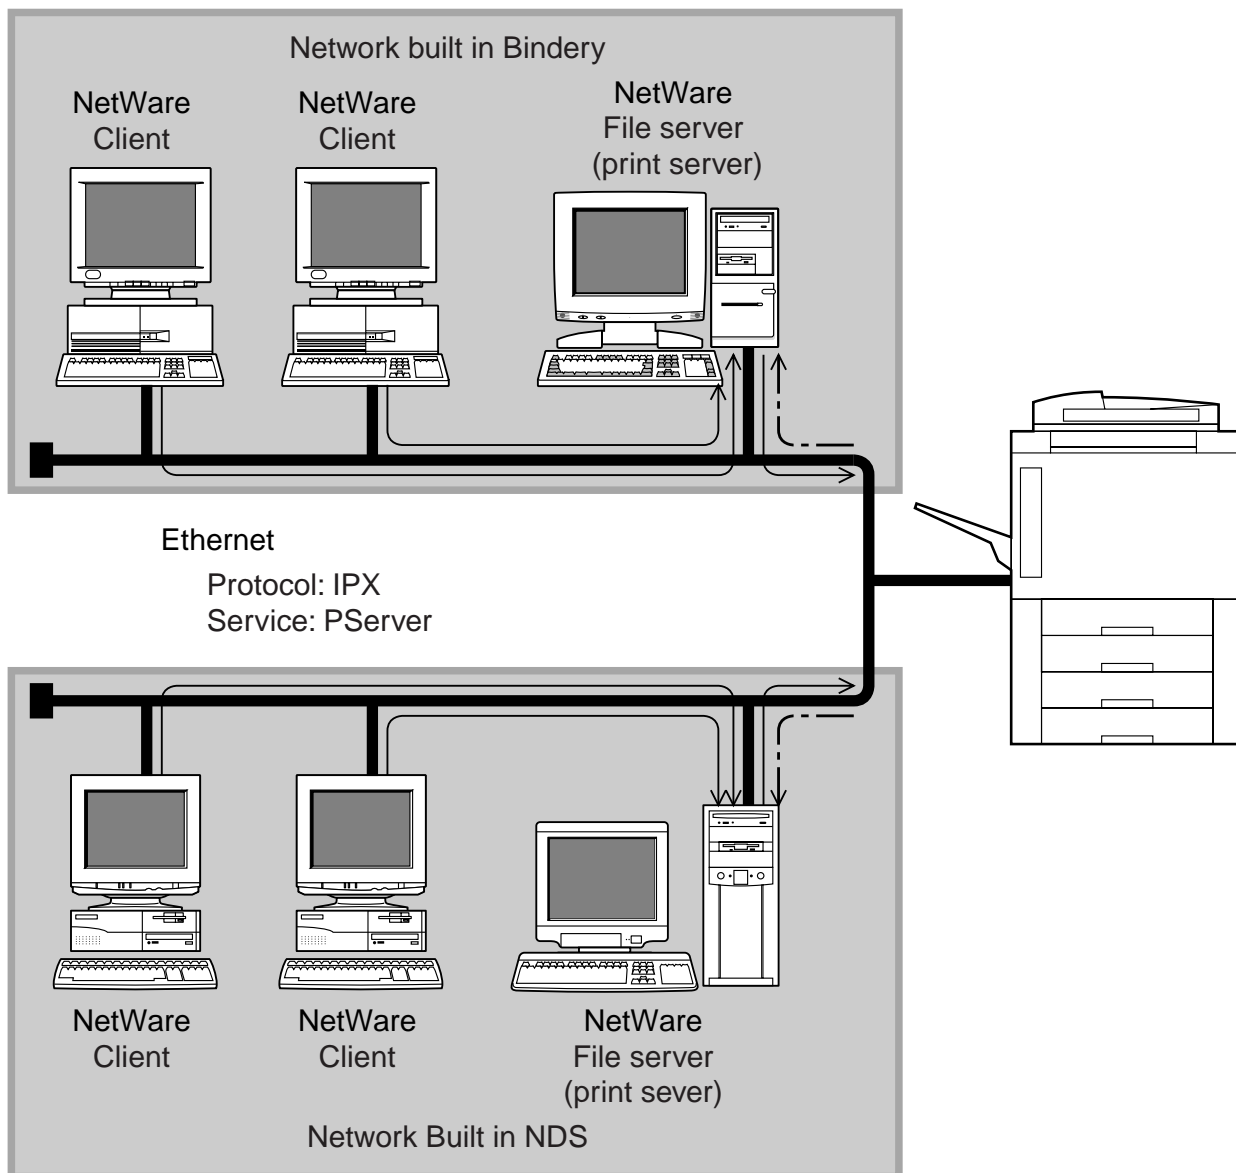 Network built in Bindery
NetWare
Client
NetWare
Client
NetWare
File server
(print server)
Ethernet
Protocol: IPX
Service: PServer
NetWare
Client
NetWare
Client
NetWare
File server
(print sever)
Network Built in NDS